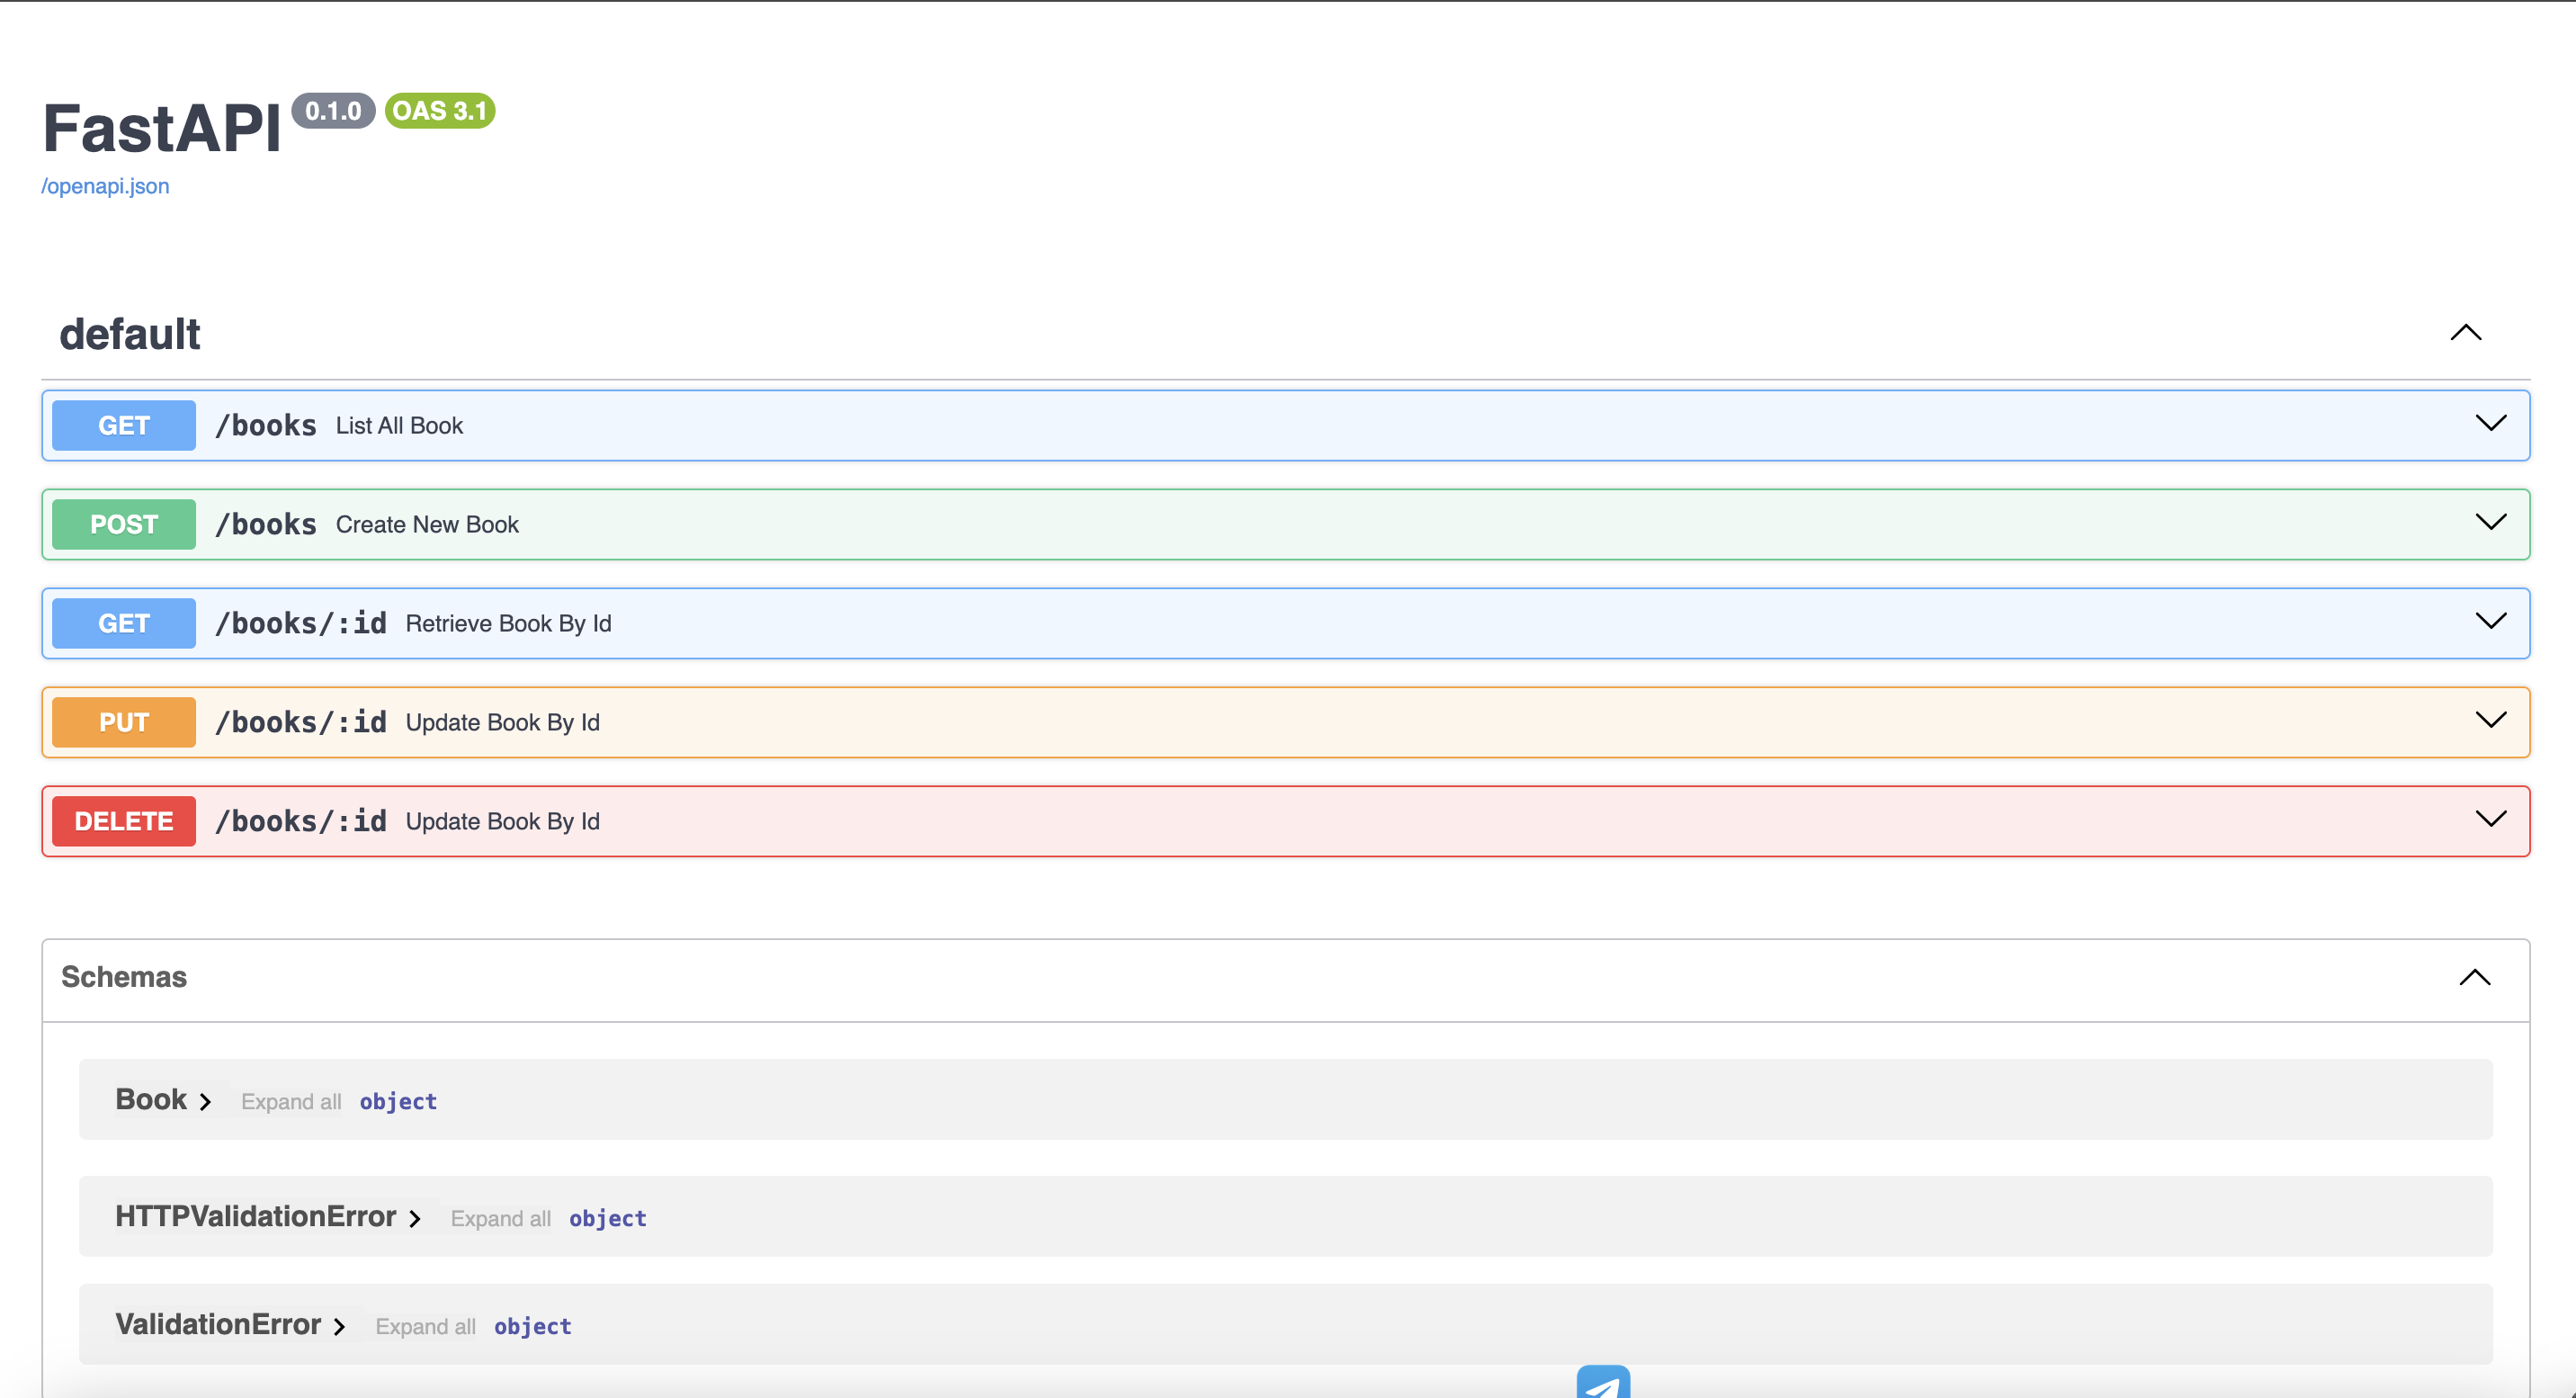 FastAPI 0.1.0 OAS 3.1
/openapi.json
default
GET /books List All Book
POST /books Create New Book
GET /books/:id Retrieve Book By Id
PUT /books/:id Update Book By Id
DELETE /books/:id Update Book By Id
Schemas
Book Expand all object
HTTPValidationError Expand all object
ValidationError Expand all object